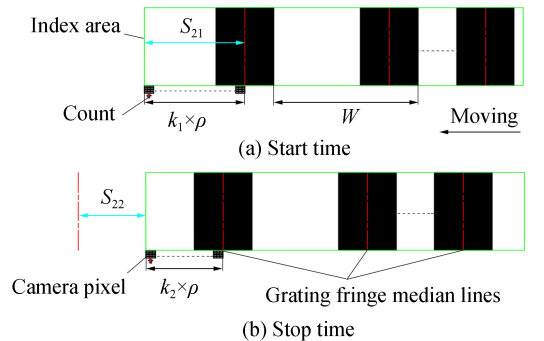 Index area
S₂₁
Count
k₁×ρ
W
Moving
(a) Start time
S₂₂
Camera pixel
k₂×ρ
Grating fringe median lines
(b) Stop time